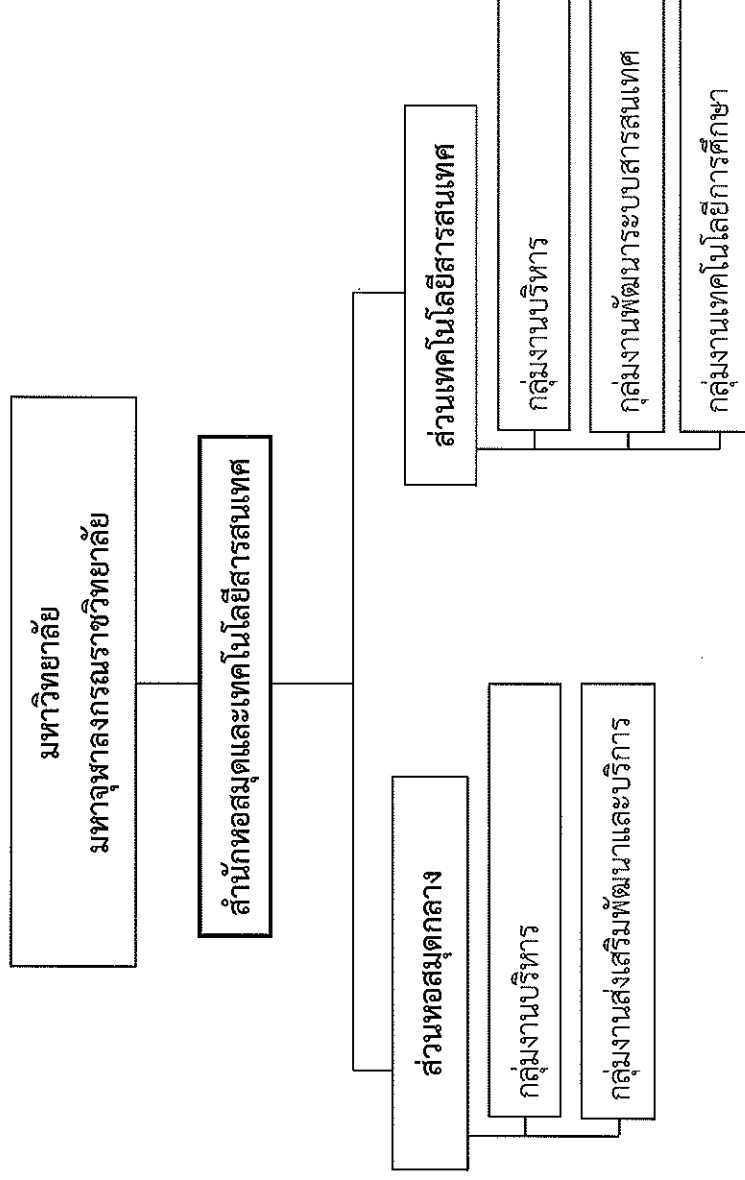 มหาวิทยาลัย
มหาจุฬาลงกรณราชวิทยาลัย
สำนักหอสมุดและเทคโนโลยีสารสนเทศ
ส่วนหอสมุดกลาง
กลุ่มงานบริหาร
กลุ่มงานส่งเสริมพัฒนาและบริการ
ส่วนเทคโนโลยีสารสนเทศ
กลุ่มงานบริหาร
กลุ่มงานพัฒนาระบบสารสนเทศ
กลุ่มงานเทคโนโลยีการศึกษา